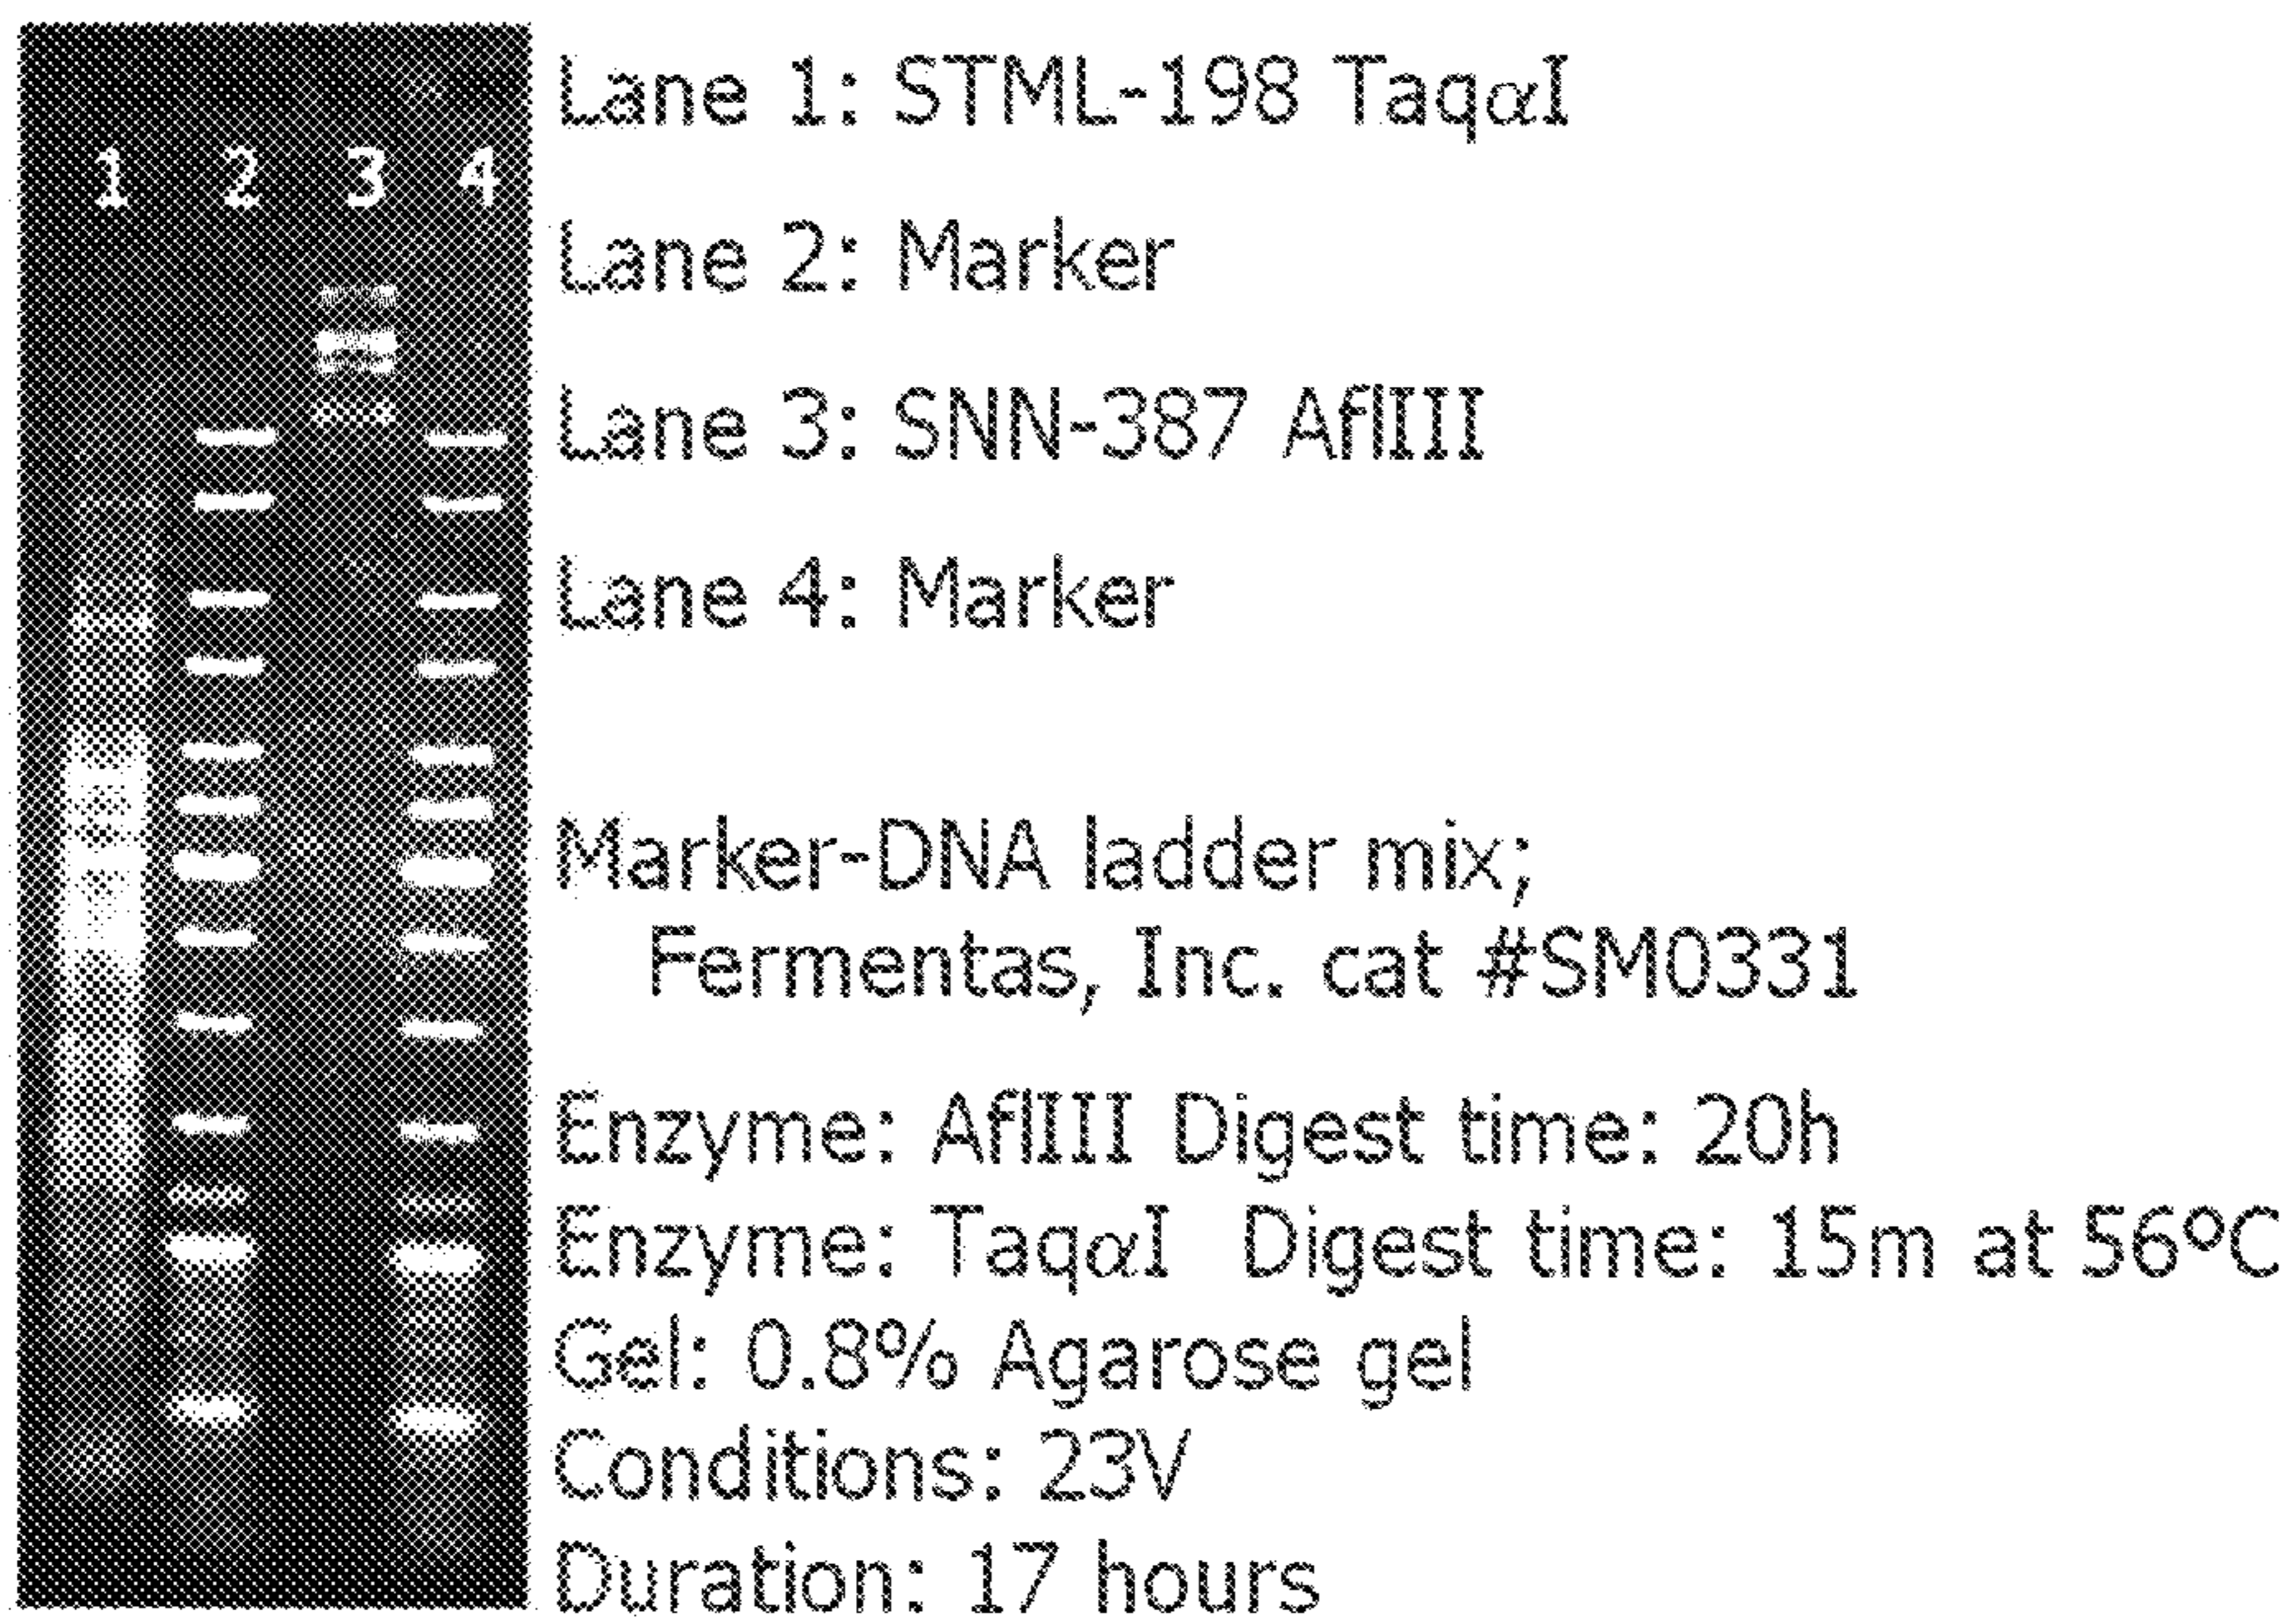 1 2 3 4
Lane 1: STML-198 TaqαI
Lane 2: Marker
Lane 3: SNN-387 AflIII
Lane 4: Marker
Marker-DNA ladder mix;
Fermentas, Inc. cat #SM0331
Enzyme: AflIII Digest time: 20h
Enzyme: TaqαI Digest time: 15m at 56ºC
Gel: 0.8% Agarose gel
Conditions: 23V
Duration: 17 hours